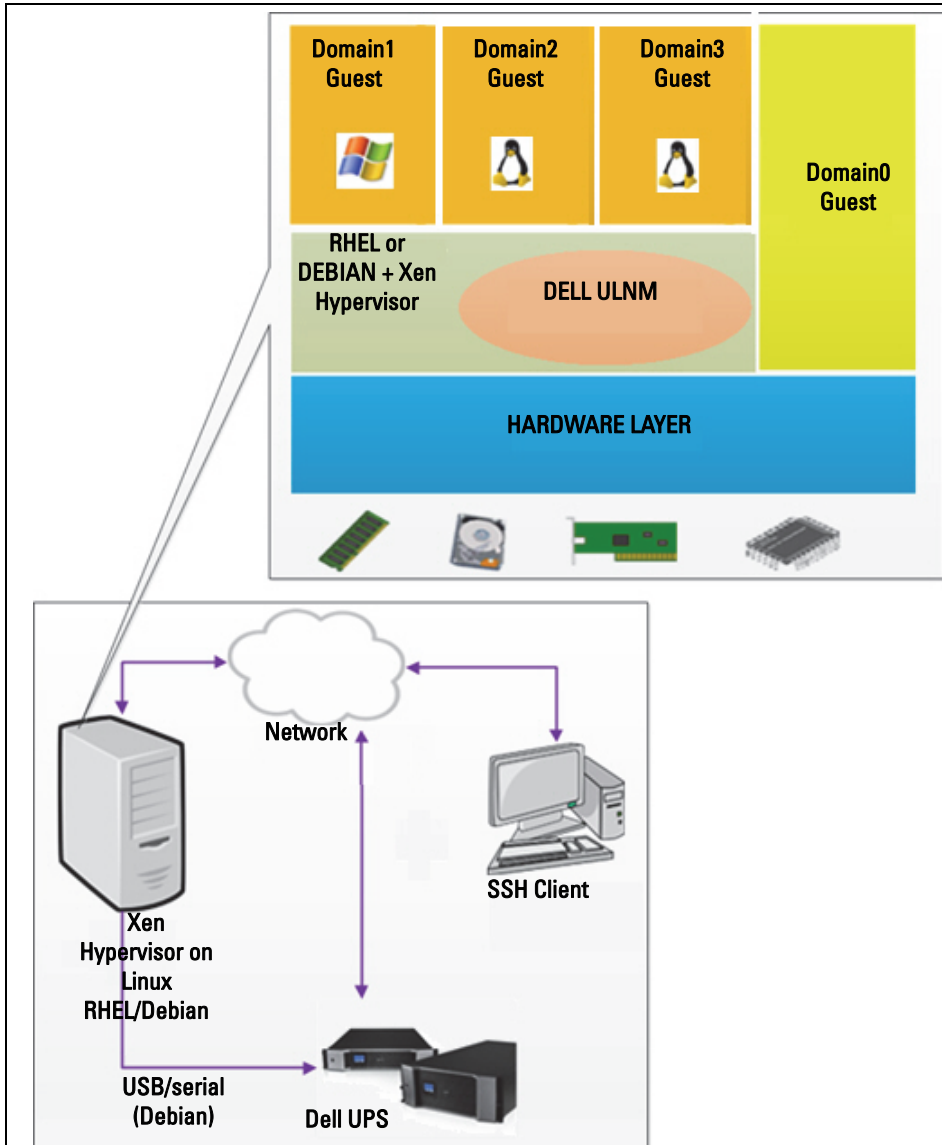 Domain1
Guest
Domain2
Guest
Domain3
Guest
Domain0
Guest
RHEL or
DEBIAN + Xen
Hypervisor
DELL ULNM
HARDWARE LAYER
Network
SSH Client
Xen
Hypervisor on
Linux
RHEL/Debian
USB/serial
(Debian)
Dell UPS